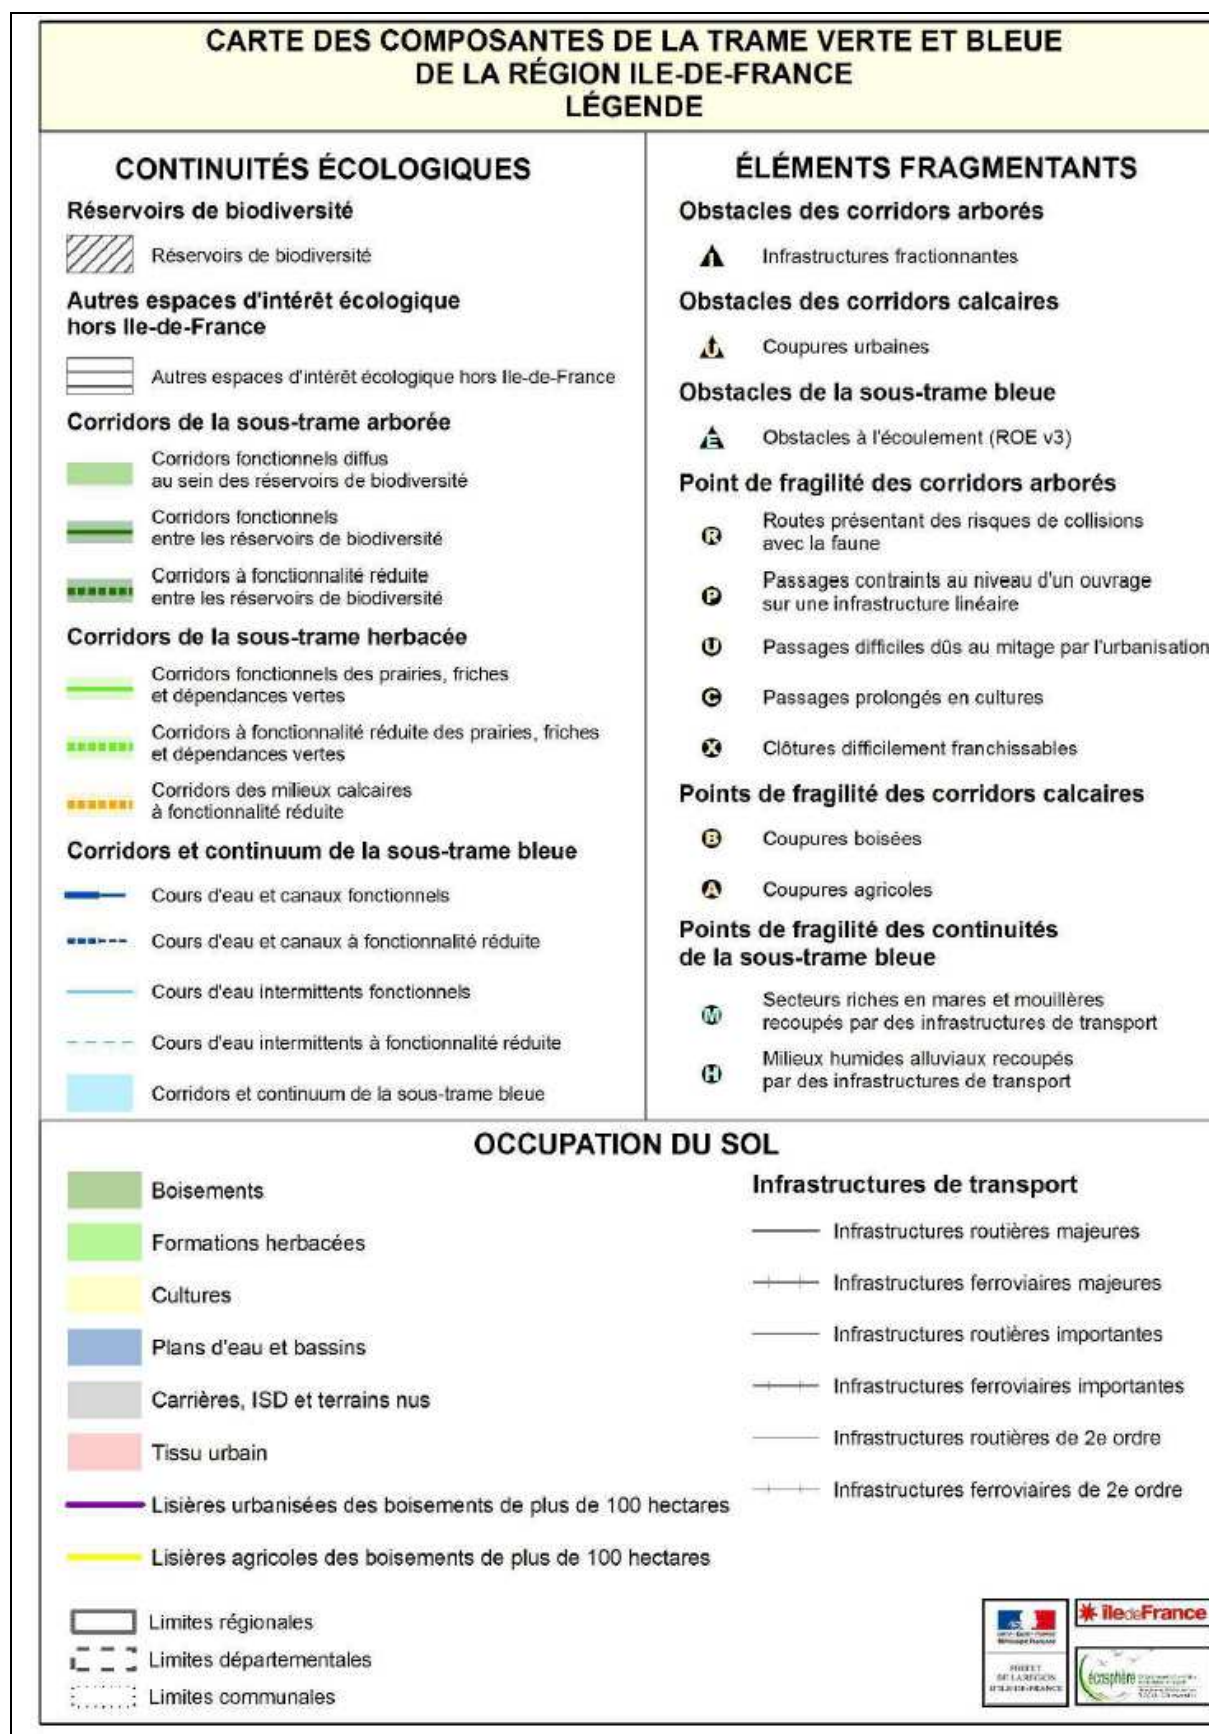 CARTE DES COMPOSANTES DE LA TRAME VERTE ET BLEUE
DE LA RÉGION ILE-DE-FRANCE
LÉGENDE
CONTINUITÉS ÉCOLOGIQUES
Réservoirs de biodiversité
Réservoirs de biodiversité
Autres espaces d'intérêt écologique
hors Ile-de-France
Autres espaces d'intérêt écologique hors Ile-de-France
Corridors de la sous-trame arborée
Corridors fonctionnels diffus
au sein des réservoirs de biodiversité
Corridors fonctionnels
entre les réservoirs de biodiversité
Corridors à fonctionnalité réduite
entre les réservoirs de biodiversité
Corridors de la sous-trame herbacée
Corridors fonctionnels des prairies, friches
et dépendances vertes
Corridors à fonctionnalité réduite des prairies, friches
et dépendances vertes
Corridors des milieux calcaires
à fonctionnalité réduite
Corridors et continuum de la sous-trame bleue
Cours d'eau et canaux fonctionnels
Cours d'eau et canaux à fonctionnalité réduite
Cours d'eau intermittents fonctionnels
Cours d'eau intermittents à fonctionnalité réduite
Corridors et continuum de la sous-trame bleue
ÉLÉMENTS FRAGMENTANTS
Obstacles des corridors arborés
Infrastructures fractionnantes
Obstacles des corridors calcaires
Coupures urbaines
Obstacles de la sous-trame bleue
E Obstacles à l'écoulement (ROE v3)
Point de fragilité des corridors arborés
R Routes présentant des risques de collisions
avec la faune
P Passages contraints au niveau d'un ouvrage
sur une infrastructure linéaire
U Passages difficiles dûs au mitage par l'urbanisation
C Passages prolongés en cultures
X Clôtures difficilement franchissables
Points de fragilité des corridors calcaires
B Coupures boisées
A Coupures agricoles
Points de fragilité des continuités
de la sous-trame bleue
M Secteurs riches en mares et mouillères
recoupés par des infrastructures de transport
H Milieux humides alluviaux recoupés
par des infrastructures de transport
OCCUPATION DU SOL
Boisements
Formations herbacées
Cultures
Plans d'eau et bassins
Carrières, ISD et terrains nus
Tissu urbain
Lisières urbanisées des boisements de plus de 100 hectares
Lisières agricoles des boisements de plus de 100 hectares
Limites régionales
Limites départementales
Limites communales
Infrastructures de transport
Infrastructures routières majeures
Infrastructures ferroviaires majeures
Infrastructures routières importantes
Infrastructures ferroviaires importantes
Infrastructures routières de 2e ordre
Infrastructures ferroviaires de 2e ordre
PRÉFET
DE LA RÉGION
D'ILE-DE-FRANCE
îledeFrance
écosphère